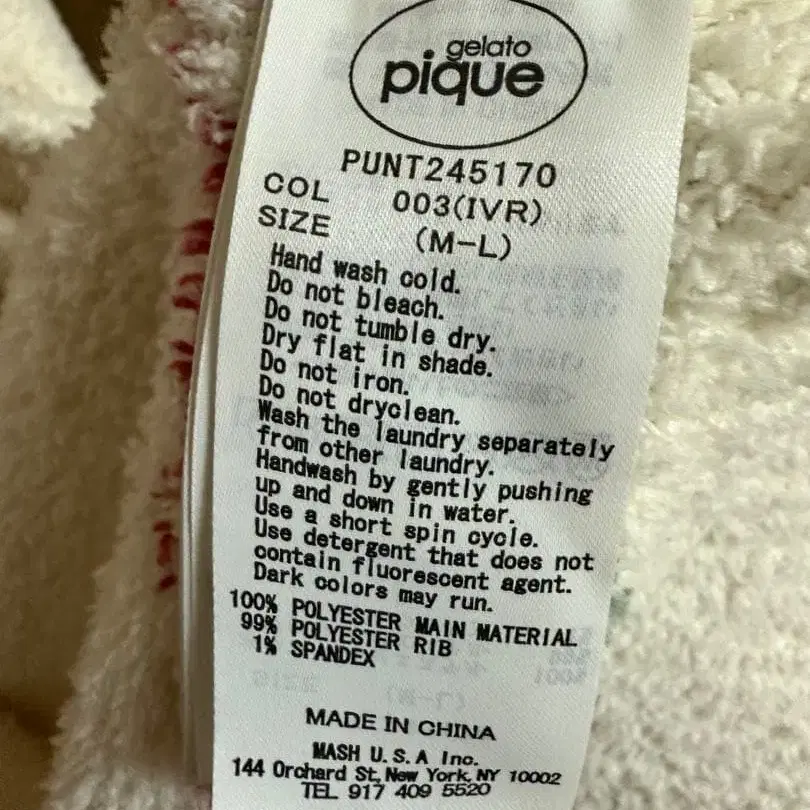 gelato
pique
PUNT245170
COL 003(IVR)
SIZE (M-L)
Hand wash cold.
Do not bleach.
Do not tumble dry.
Dry flat in shade.
Do not iron.
Do not dryclean.
Wash the laundry separately
from other laundry.
Handwash by gently pushing
up and down in water.
Use a short spin cycle.
Use detergent that does not
contain fluorescent agent.
Dark colors may run.
100% POLYESTER MAIN MATERIAL
99% POLYESTER RIB
1% SPANDEX
MADE IN CHINA
MASH U.S.A Inc.
144 Orchard St, New York, NY 10002
TEL 917 409 5520